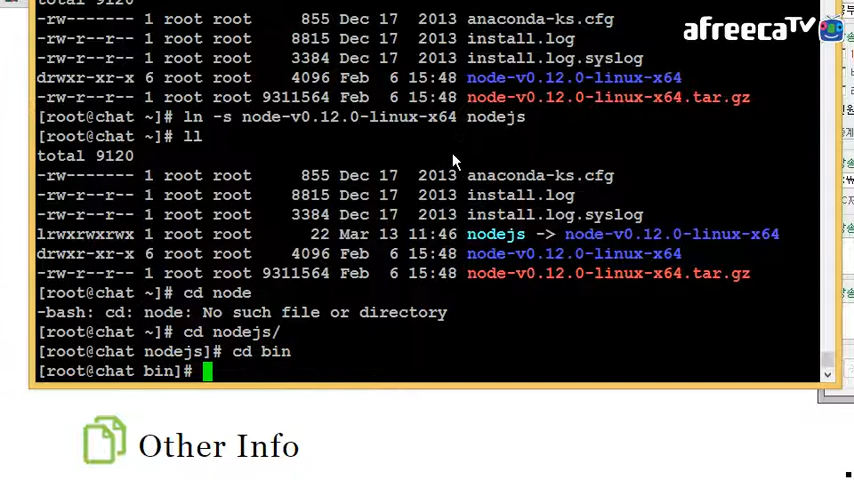 total 9120
-rw------- 1 root root     855 Dec 17  2013 anaconda-ks.cfg
-rw-r--r-- 1 root root    8815 Dec 17  2013 install.log
-rw-r--r-- 1 root root    3384 Dec 17  2013 install.log.syslog
drwxr-xr-x 6 root root    4096 Feb  6 15:48 node-v0.12.0-linux-x64
-rw-r--r-- 1 root root 9311564 Feb  6 15:48 node-v0.12.0-linux-x64.tar.gz
[root@chat ~]# ln -s node-v0.12.0-linux-x64 nodejs
[root@chat ~]# ll
total 9120
-rw------- 1 root root     855 Dec 17  2013 anaconda-ks.cfg
-rw-r--r-- 1 root root    8815 Dec 17  2013 install.log
-rw-r--r-- 1 root root    3384 Dec 17  2013 install.log.syslog
lrwxrwxrwx 1 root root      22 Mar 13 11:46 nodejs -> node-v0.12.0-linux-x64
drwxr-xr-x 6 root root    4096 Feb  6 15:48 node-v0.12.0-linux-x64
-rw-r--r-- 1 root root 9311564 Feb  6 15:48 node-v0.12.0-linux-x64.tar.gz
[root@chat ~]# cd node
-bash: cd: node: No such file or directory
[root@chat ~]# cd nodejs/
[root@chat nodejs]# cd bin
[root@chat bin]#
afreecaTV
Other Info